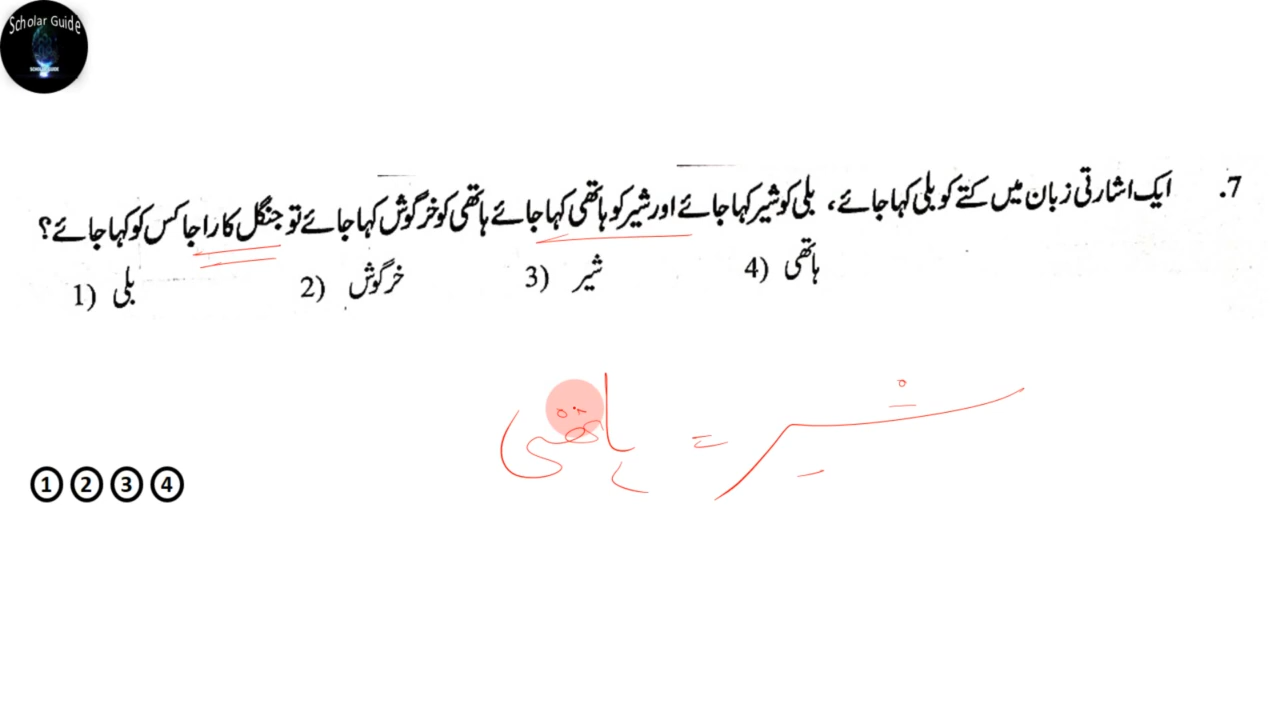 Scholar Guide
SCHOLAR GUIDE
7. ایک اشارتی زبان میں کتے کو بلی کہا جائے، بلی کو شیر کہا جائے اور شیر کو ہاتھی کہا جائے ہاتھی کو خرگوش کہا جائے تو جنگل کا راجا کس کو کہا جائے؟
1) بلی 2) خرگوش 3) شیر 4) ہاتھی
شیر = ہاتھی
1 2 3 4